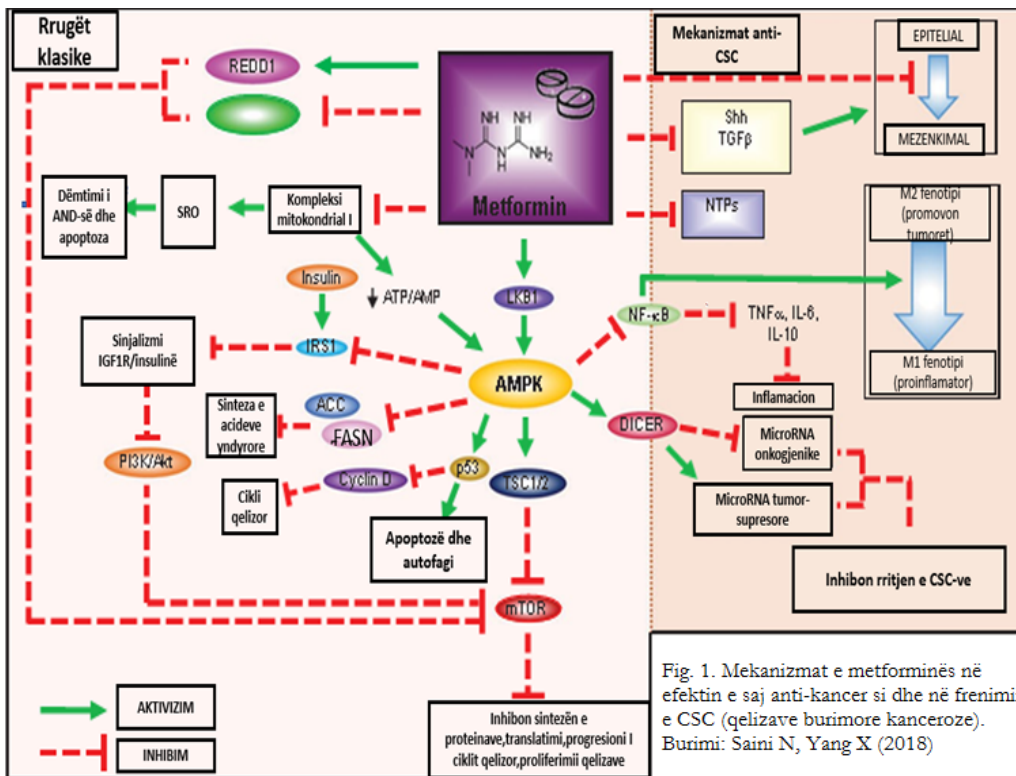 Rrugët
klasike
REDD1
Mekanizmat anti-
CSC
EPITELIAL
MEZENKIMAL
Shh
TGFβ
NH NH
N N NH₂
H
Metformin
NTPs
Dëmtimi i
AND-së dhe
apoptoza
SRO
Kompleksi
mitokondrial I
M2 fenotipi
(promovon
tumoret)
Insulin
ATP/AMP
LKB1
NF-κB
TNFα, IL-6,
IL-10
Sinjalizmi
IGF1R/insulinë
IRS1
AMPK
M1 fenotipi
(proinflamator)
Inflamacion
Sinteza e
acideve
yndyrore
ACC
FASN
DICER
MicroRNA
onkogjenike
PI3K/Akt
p53
Cyclin D
TSC1/2
Cikli
qelizor
MicroRNA tumor-
supresore
Apoptozë dhe
autofagi
Inhibon rritjen e CSC-ve
mTOR
AKTIVIZIM
INHIBIM
Inhibon sintezën e
proteinave,translatimi,progresioni I
ciklit qelizor,proliferimii qelizave
Fig. 1. Mekanizmat e metforminës në
efektin e saj anti-kancer si dhe në frenimi
e CSC (qelizave burimore kanceroze).
Burimi: Saini N, Yang X (2018)